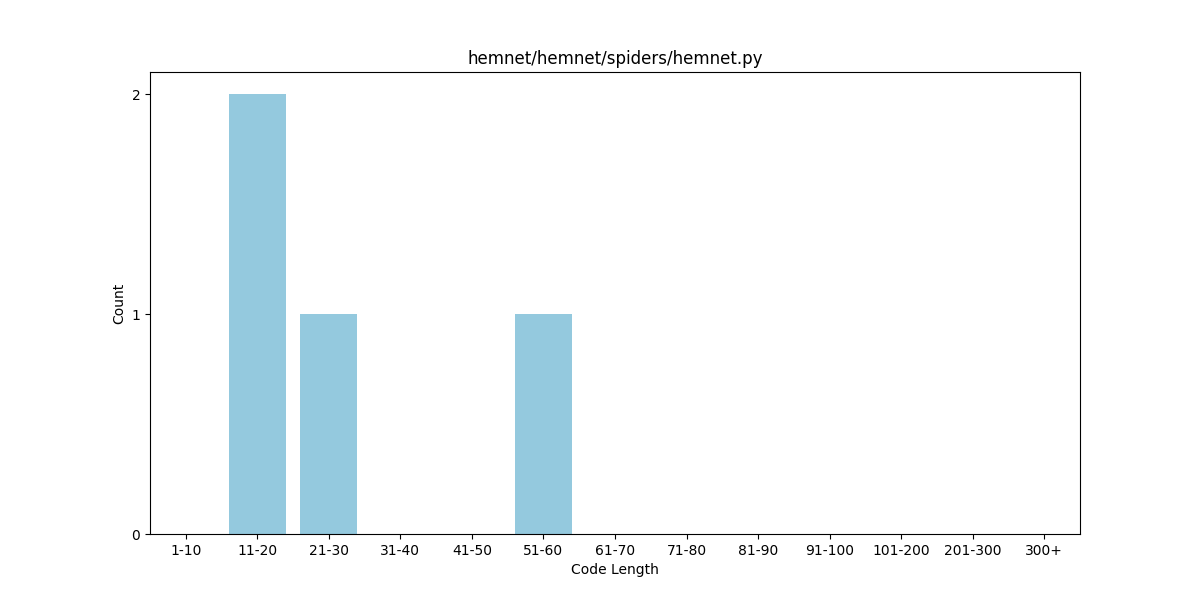 hemnet/hemnet/spiders/hemnet.py
2
1
0
Count
1-10 11-20 21-30 31-40 41-50 51-60 61-70 71-80 81-90 91-100 101-200 201-300 300+
Code Length